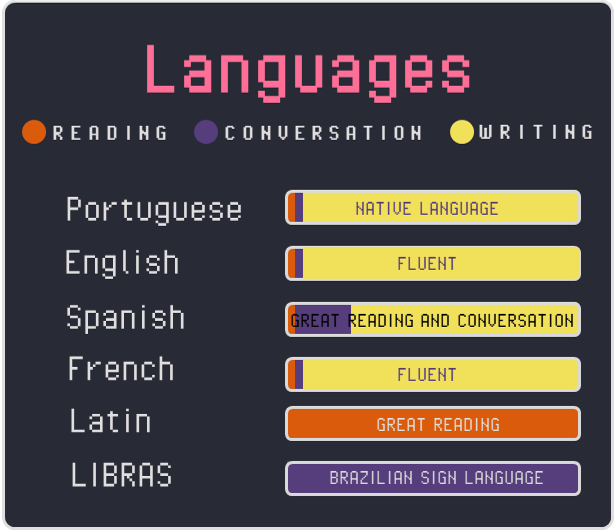 Languages
READING CONVERSATION WRITING
Portuguese NATIVE LANGUAGE
English FLUENT
Spanish GREAT READING AND CONVERSATION
French FLUENT
Latin GREAT READING
LIBRAS BRAZILIAN SIGN LANGUAGE